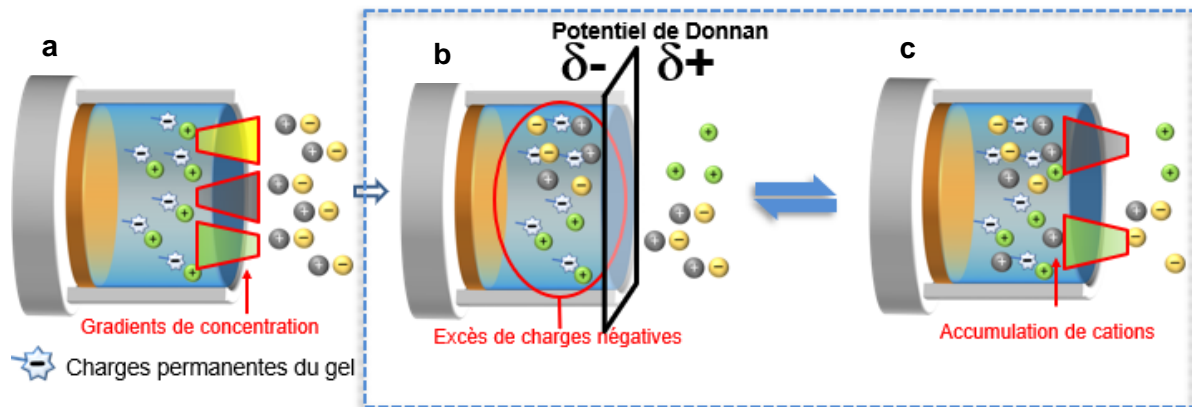 a
b
c
Potentiel de Donnan
δ- δ+
Gradients de concentration
Excès de charges négatives
Accumulation de cations
Charges permanentes du gel